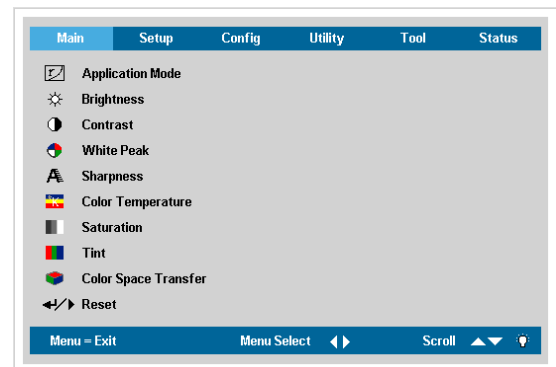 Main Setup Config Utility Tool Status
Application Mode
Brightness
Contrast
White Peak
Sharpness
Color Temperature
Saturation
Tint
Color Space Transfer
Reset
Menu = Exit Menu Select Scroll